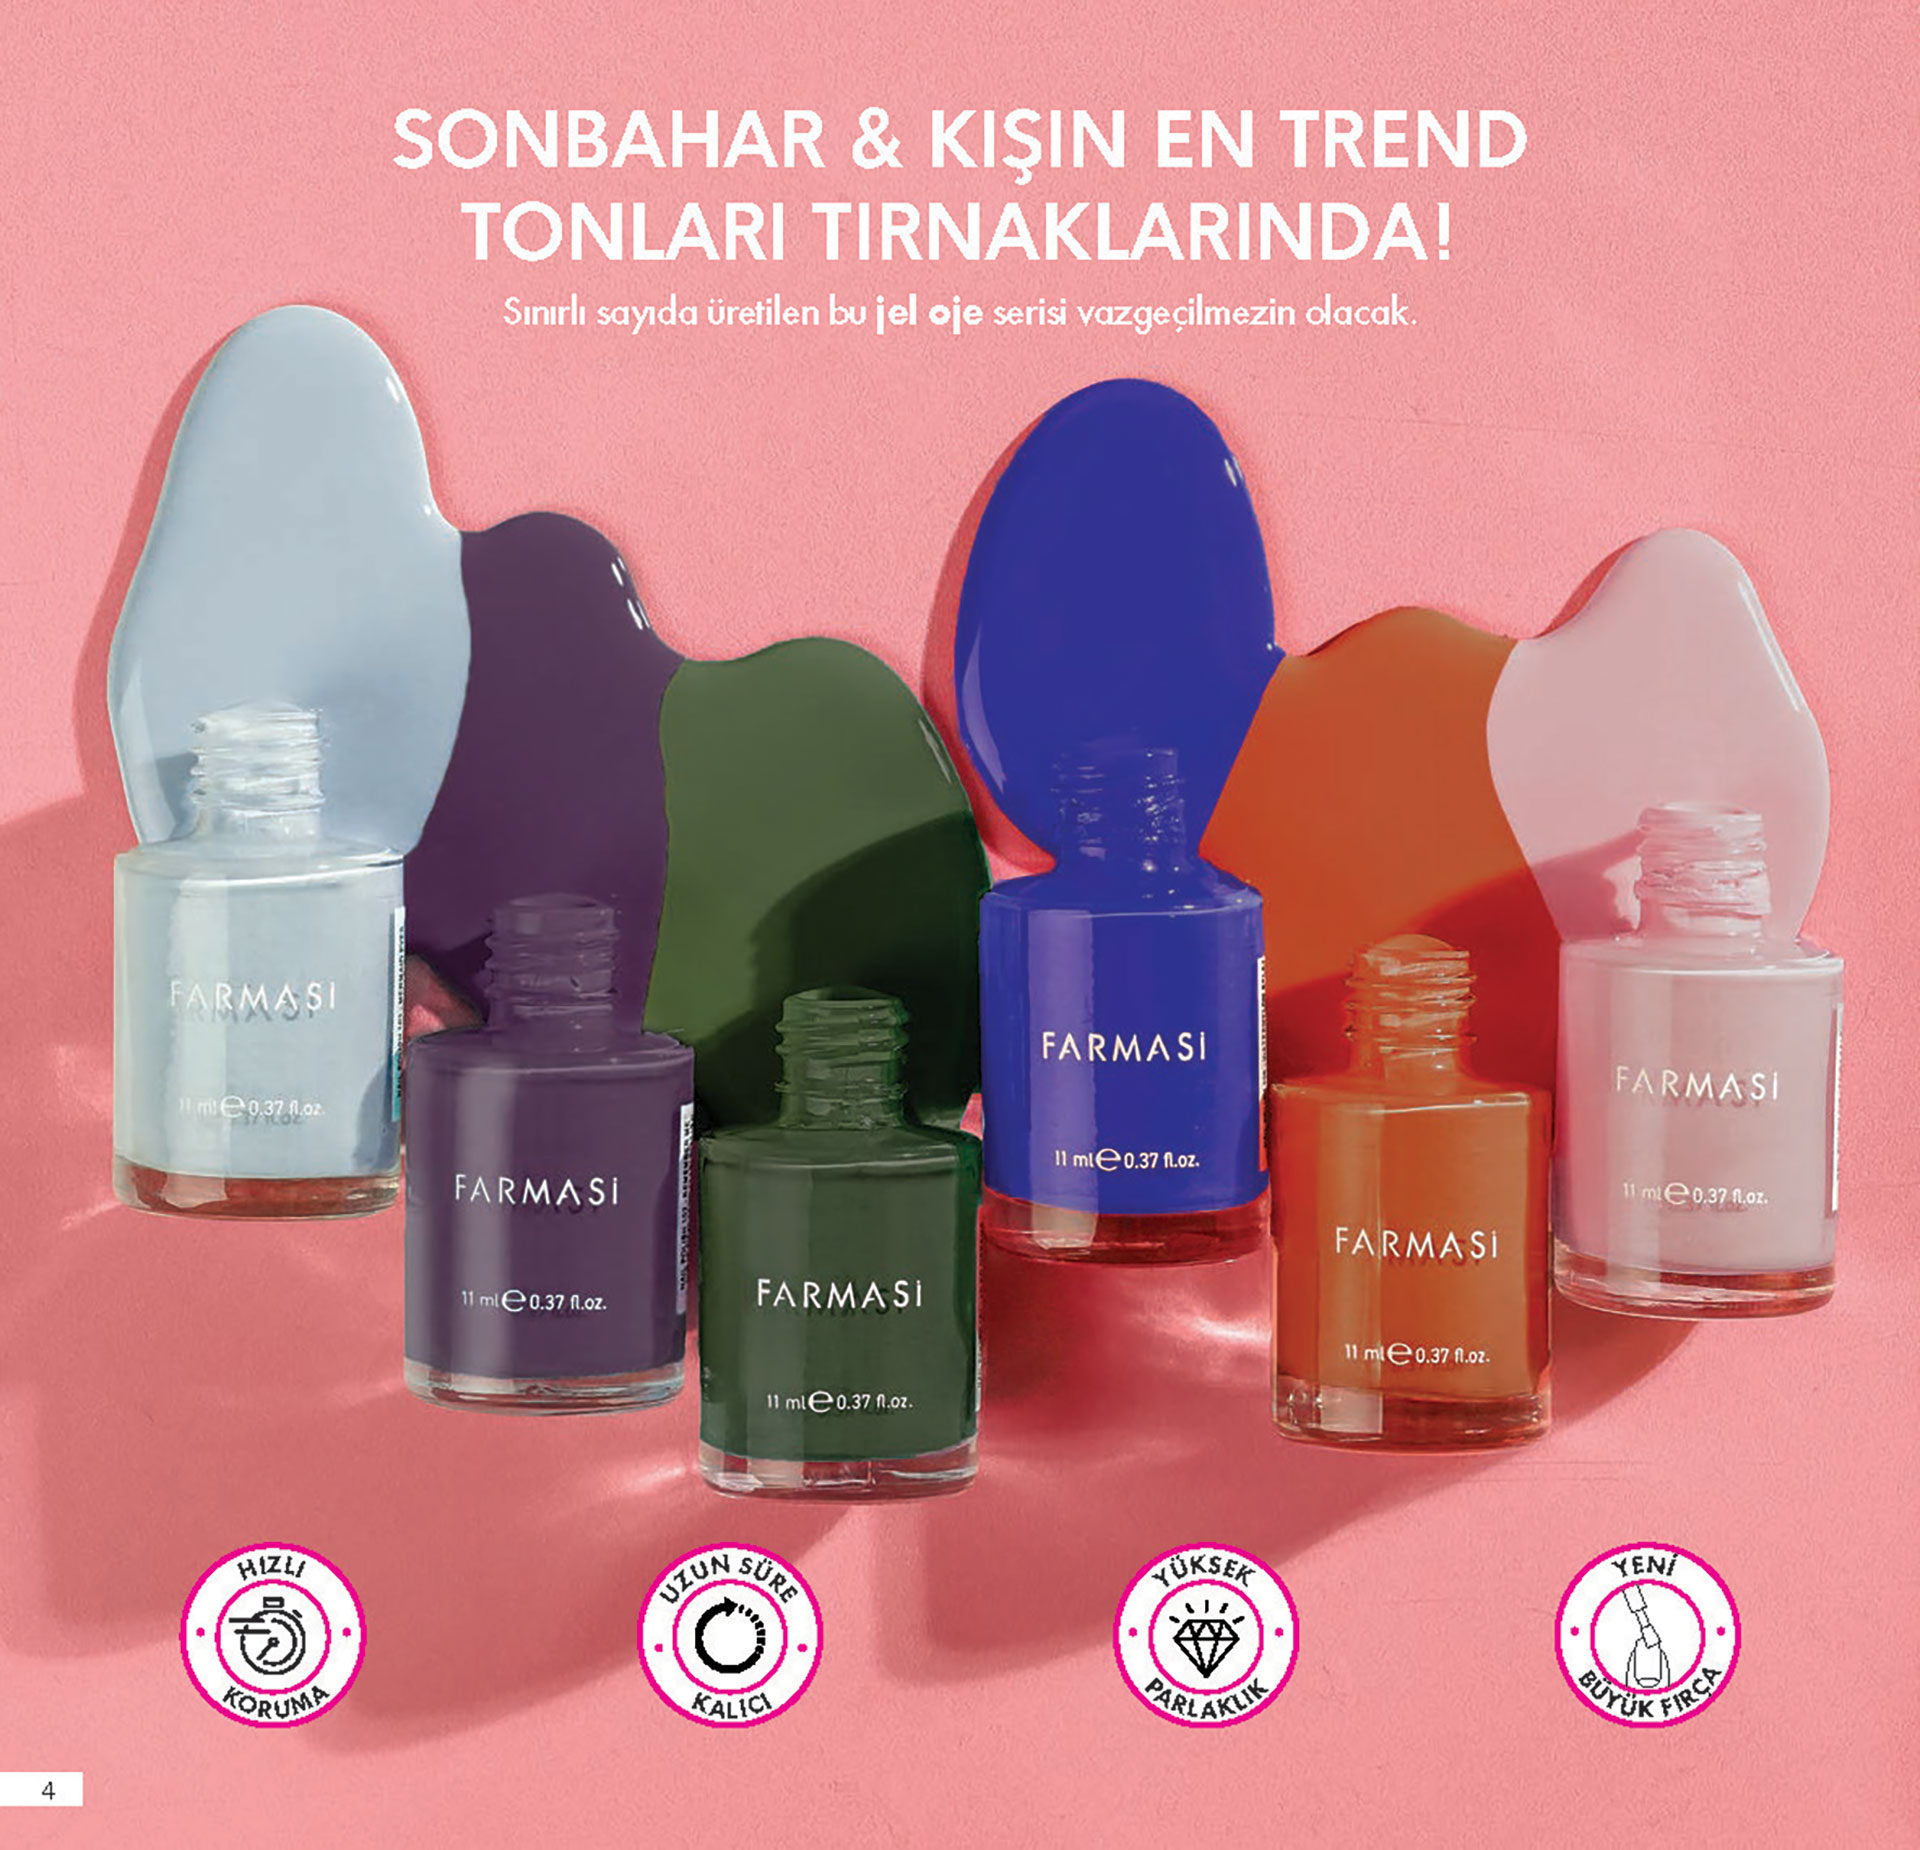 SONBAHAR & KIŞIN EN TREND
TONLARI TIRNAKLARINDA!
Sınırlı sayıda üretilen bu jel oje serisi vazgeçilmezin olacak.
FARMASi
11 ml e 0.37 fl.oz.
FARMASi
11 ml e 0.37 fl.oz.
FARMASi
11 ml e 0.37 fl.oz.
FARMASi
11 ml e 0.37 fl.oz.
FARMASi
11 ml e 0.37 fl.oz.
FARMASi
11 ml e 0.37 fl.oz.
HIZLI
KORUMA
UZUN SÜRE
KALICI
YÜKSEK
PARLAKLIK
YENİ
BÜYÜK FIRÇA
4